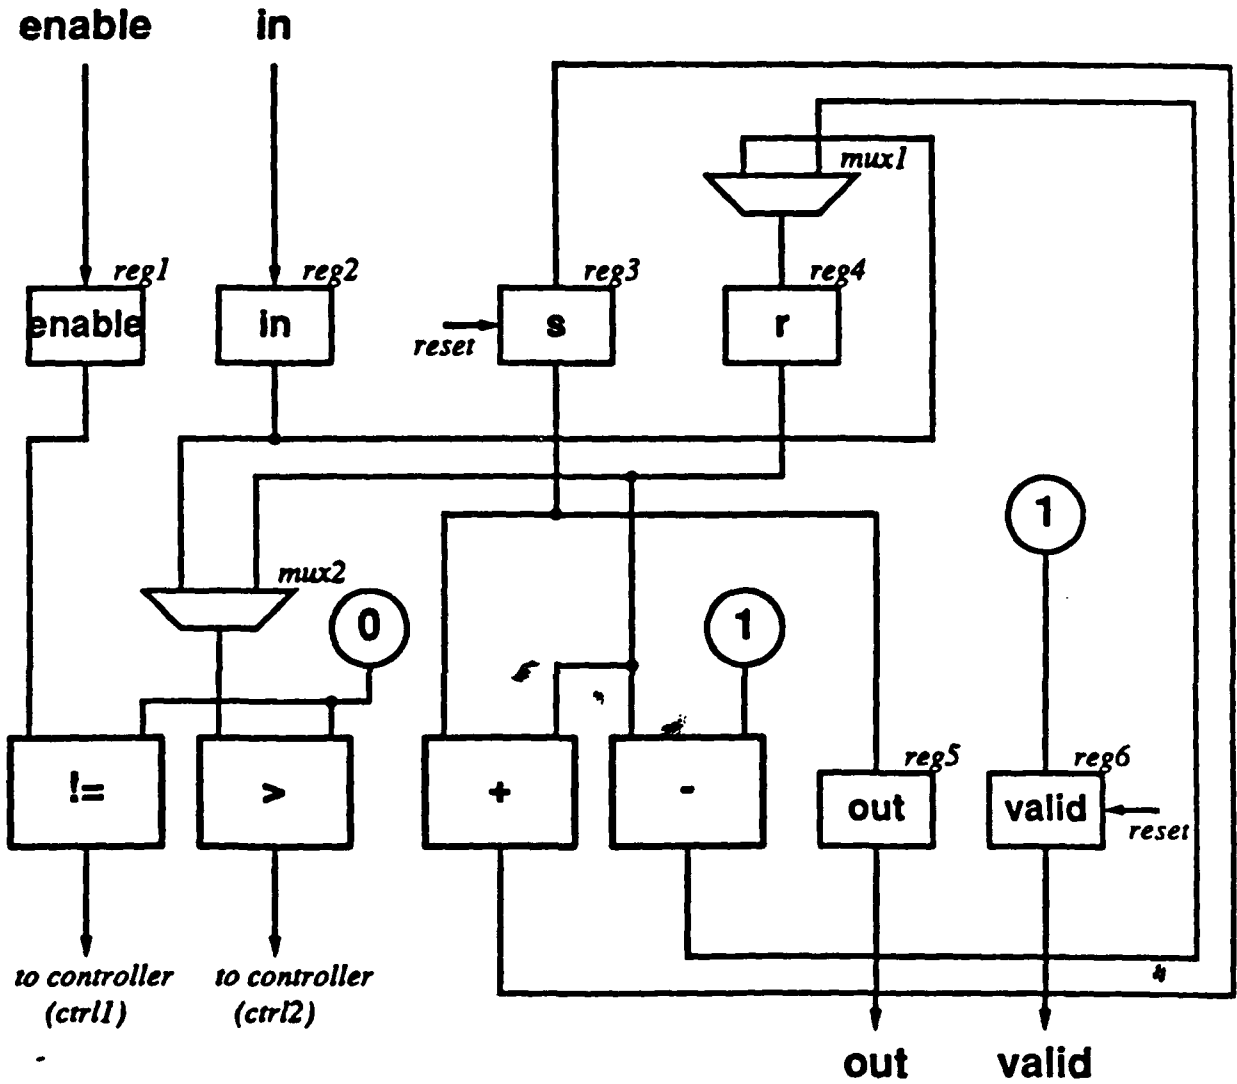 enable in
mux1
reg1 reg2 reg3 reg4
enable in s r
reset
1
mux2
0 1
reg5 reg6
!= > + - out valid
reset
to controller to controller
(ctrl1) (ctrl2)
out valid